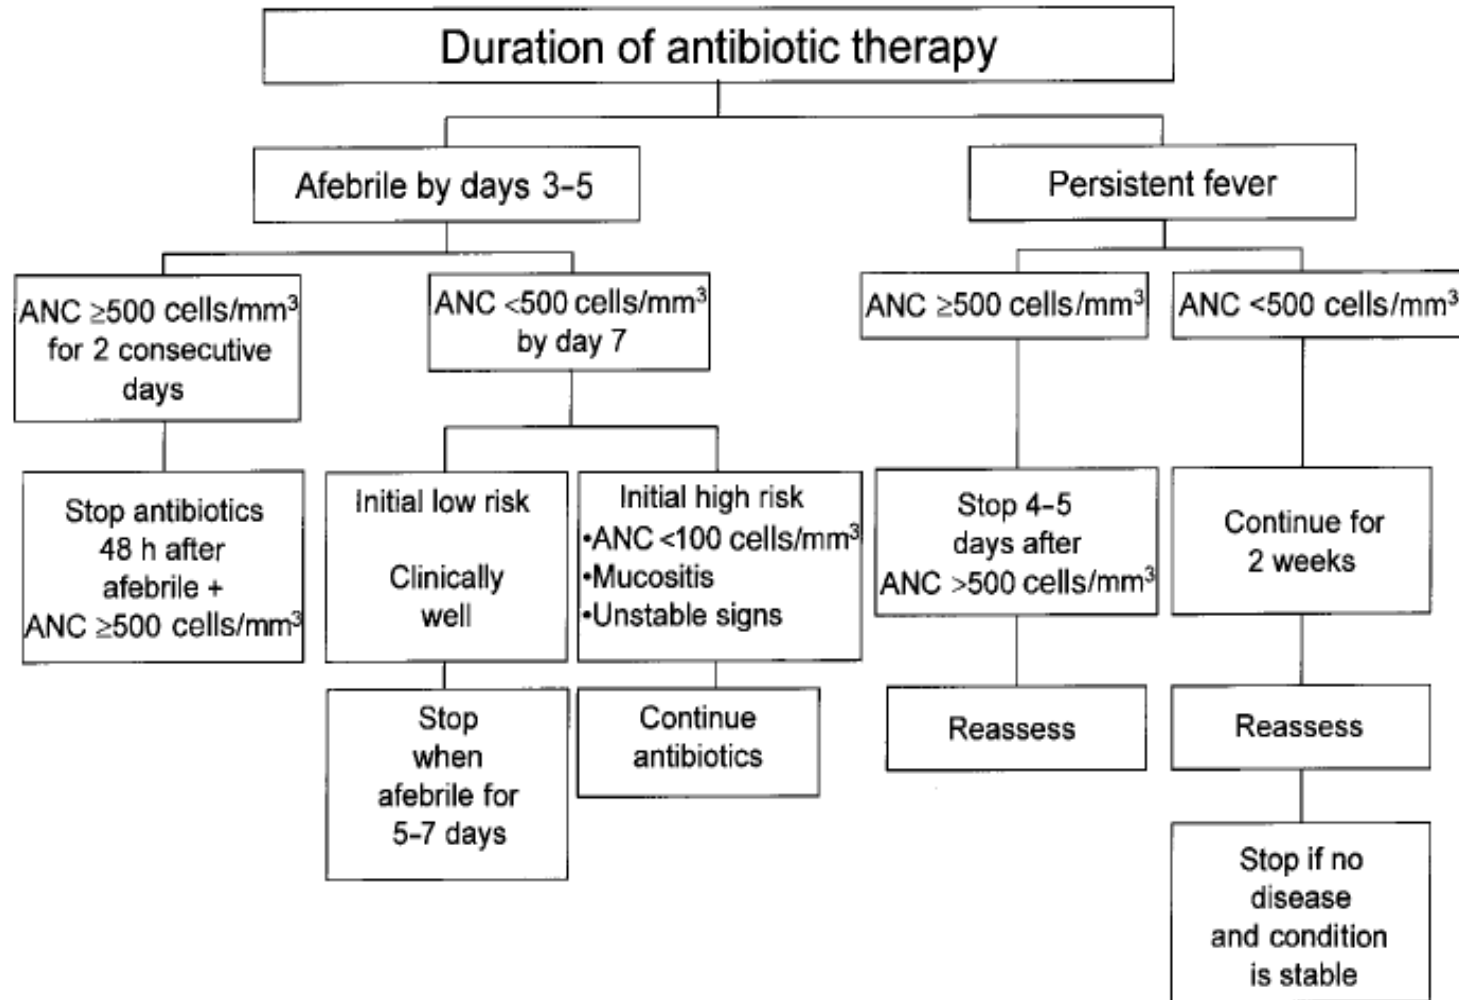 Duration of antibiotic therapy
Afebrile by days 3–5
Persistent fever
ANC ≥500 cells/mm³
for 2 consecutive
days
ANC <500 cells/mm³
by day 7
ANC ≥500 cells/mm³
ANC <500 cells/mm³
Stop antibiotics
48 h after
afebrile +
ANC ≥500 cells/mm³
Initial low risk
Clinically
well
Initial high risk
•ANC <100 cells/mm³
•Mucositis
•Unstable signs
Stop 4–5
days after
ANC >500 cells/mm³
Continue for
2 weeks
Stop
when
afebrile for
5–7 days
Continue
antibiotics
Reassess
Reassess
Stop if no
disease
and condition
is stable